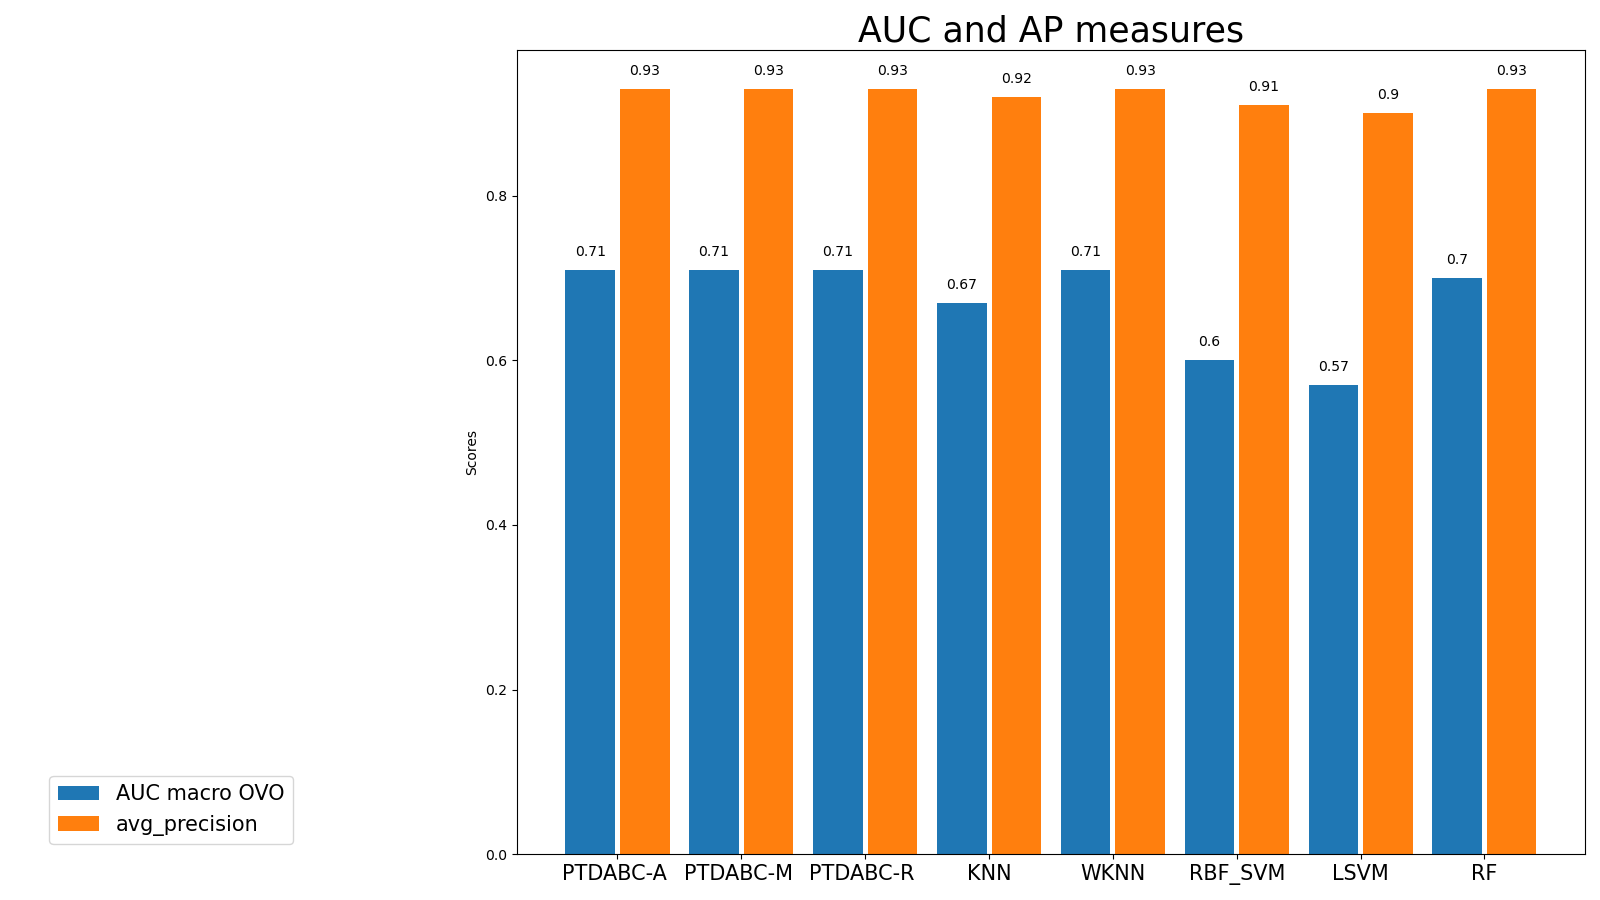 AUC and AP measures
0.93 0.93 0.93 0.92 0.93 0.91 0.9 0.93
0.71 0.71 0.71 0.67 0.71 0.6 0.57 0.7
Scores
0.8
0.6
0.4
0.2
0.0
PTDABC-A PTDABC-M PTDABC-R KNN WKNN RBF_SVM LSVM RF
AUC macro OVO
avg_precision